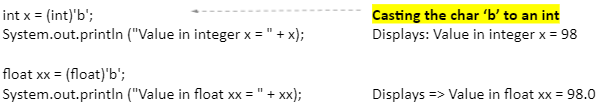 int x = (int)'b'; Casting the char ‘b’ to an int
System.out.println ("Value in integer x = " + x); Displays: Value in integer x = 98
float xx = (float)'b';
System.out.println ("Value in float xx = " + xx); Displays => Value in float xx = 98.0